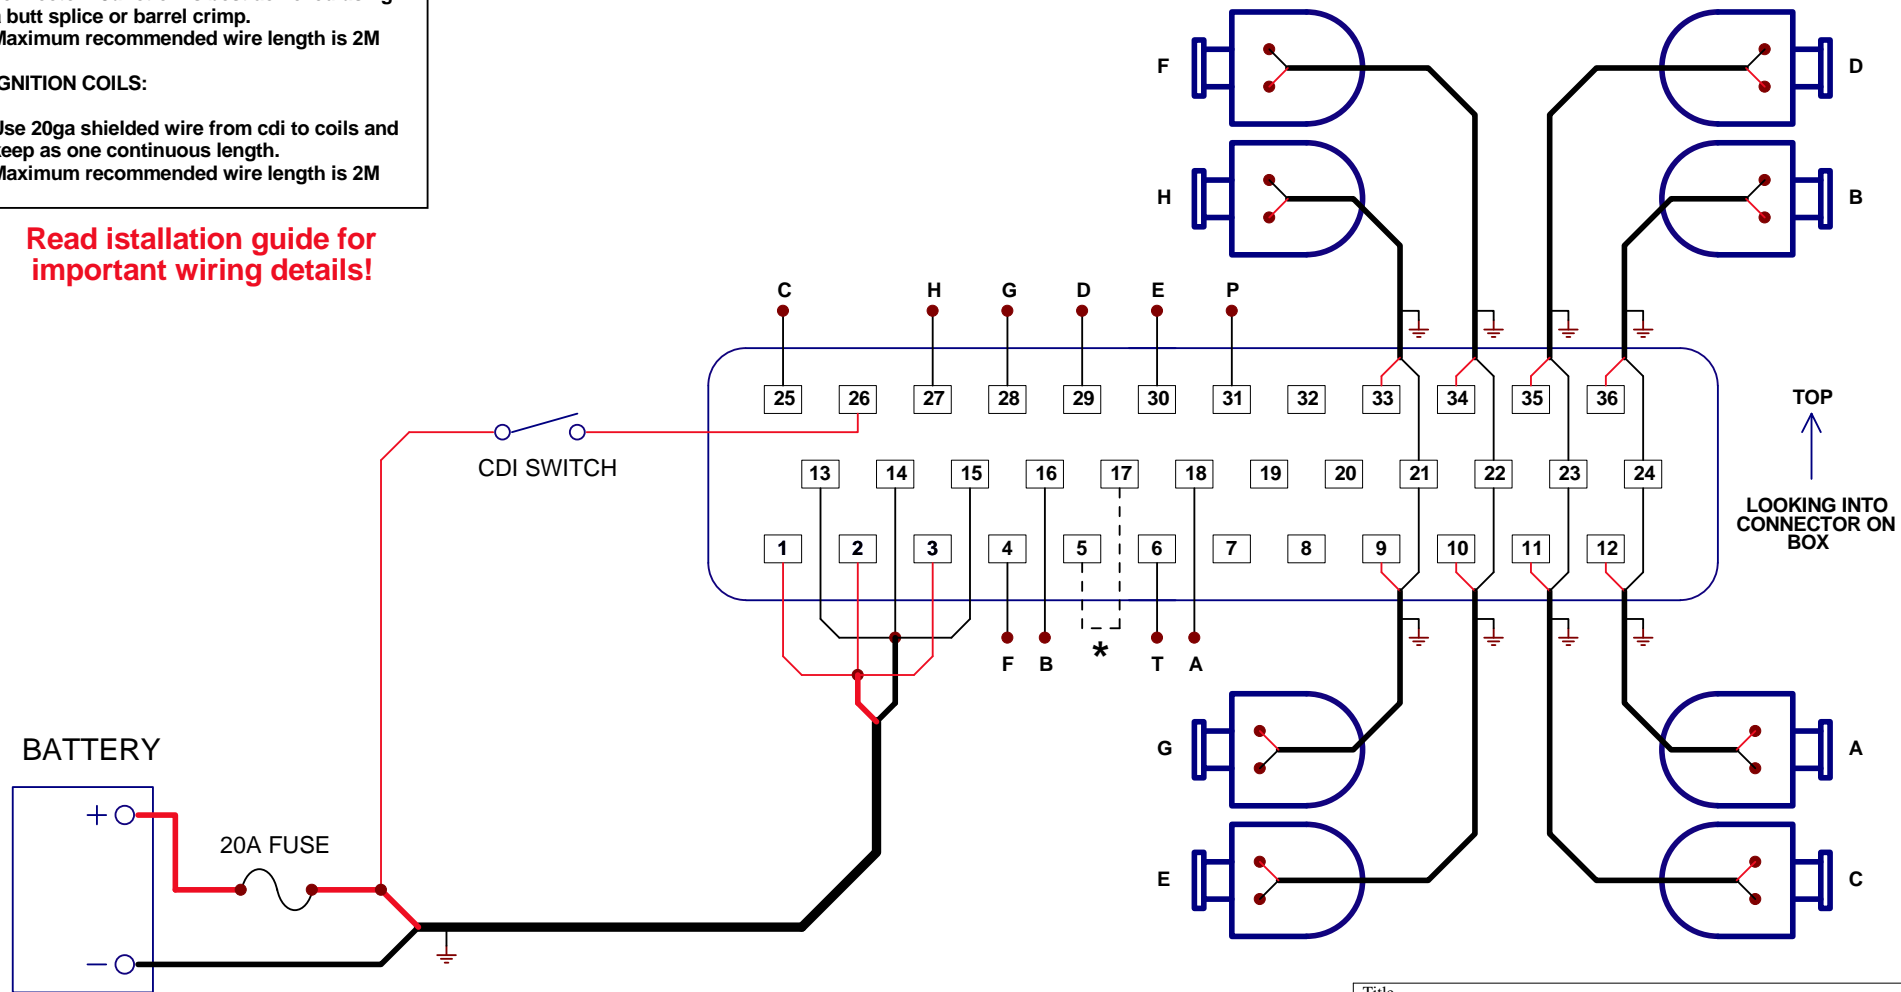 a butt splice or barrel crimp.
Maximum recommended wire length is 2M
IGNITION COILS:
Use 20ga shielded wire from cdi to coils and
keep as one continuous length.
Maximum recommended wire length is 2M
Read istallation guide for
important wiring details!
F
D
H
B
C H G D E P
25 26 27 28 29 30 31 32 33 34 35 36
TOP
CDI SWITCH
13 14 15 16 17 18 19 20 21 22 23 24
LOOKING INTO
CONNECTOR ON
BOX
1 2 3 4 5 6 7 8 9 10 11 12
F B * T A
G
A
BATTERY
+
20A FUSE
E
C
−
Title